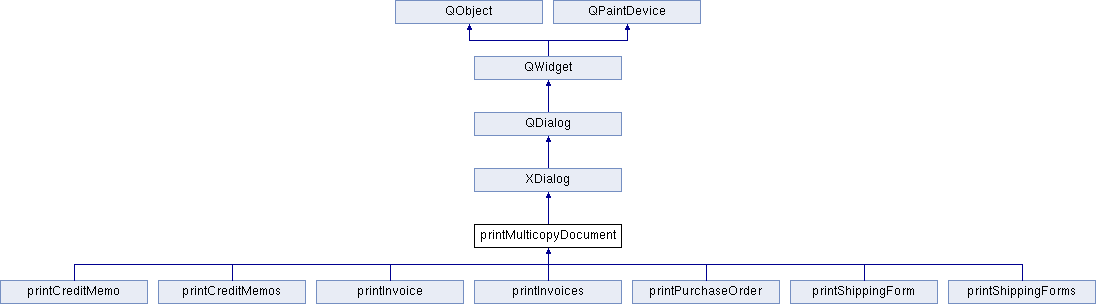 QObject
QPaintDevice
QWidget
QDialog
XDialog
printMulticopyDocument
printCreditMemo
printCreditMemos
printInvoice
printInvoices
printPurchaseOrder
printShippingForm
printShippingForms